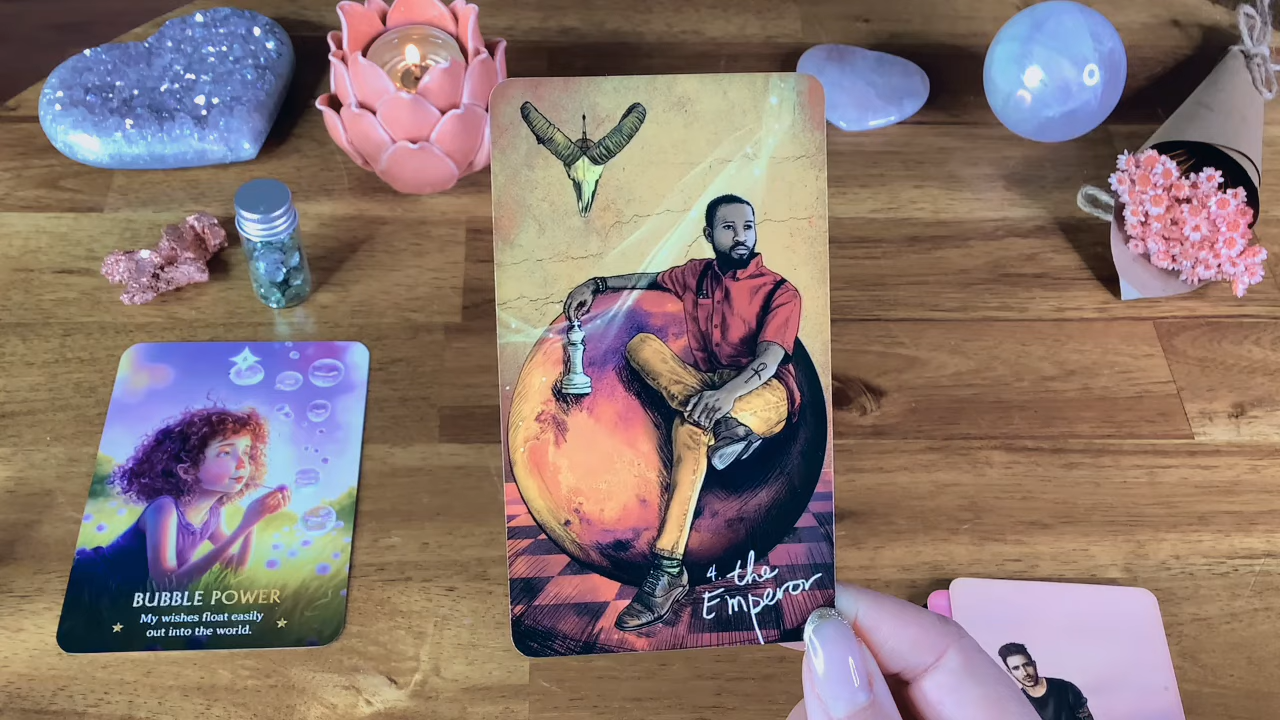 BUBBLE POWER
My wishes float easily
out into the world.
4. the
Emperor